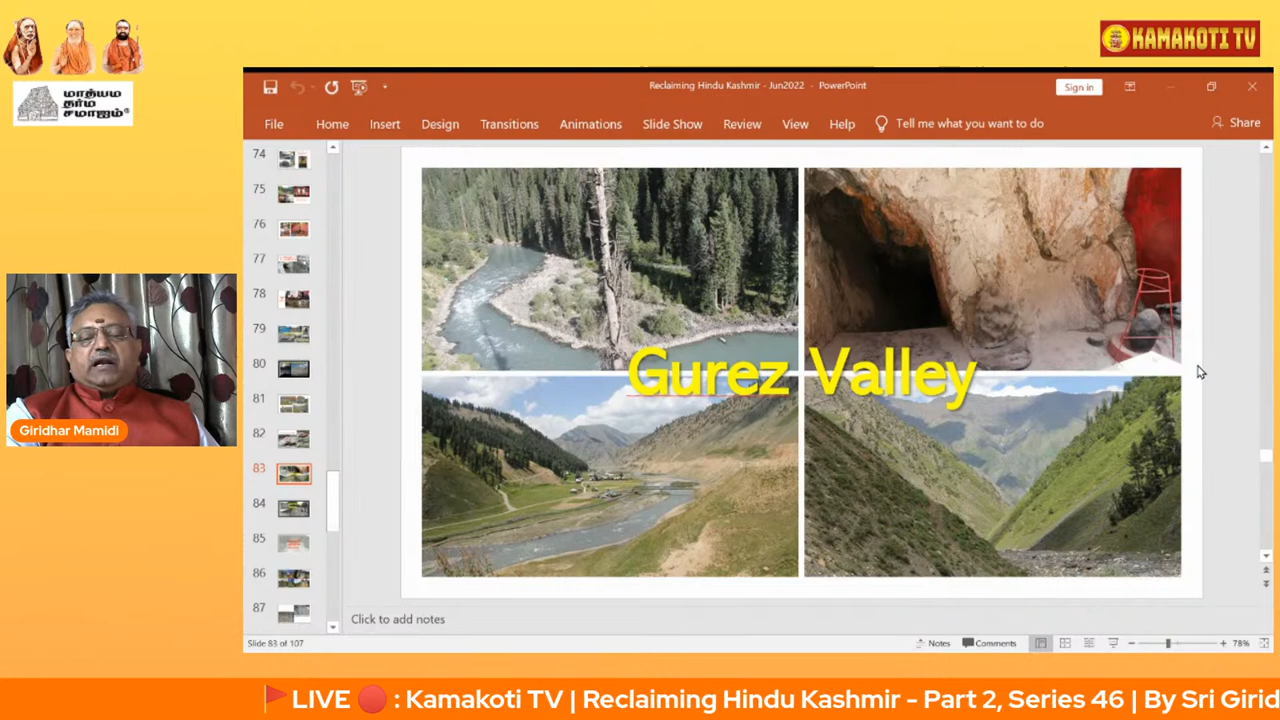 KAMAKOTI TV
மாத்யம
தர்ம
சமாஜம்®
Reclaiming Hindu Kashmir - Jun2022 - PowerPoint
Sign in
File Home Insert Design Transitions Animations Slide Show Review View Help Tell me what you want to do Share
74
75
76
77
78
79
80
81
82
83
84
85
86
87
Gurez Valley
Giridhar Mamidi
Click to add notes
Slide 83 of 107 Notes Comments 78%
LIVE : Kamakoti TV | Reclaiming Hindu Kashmir - Part 2, Series 46 | By Sri Girid